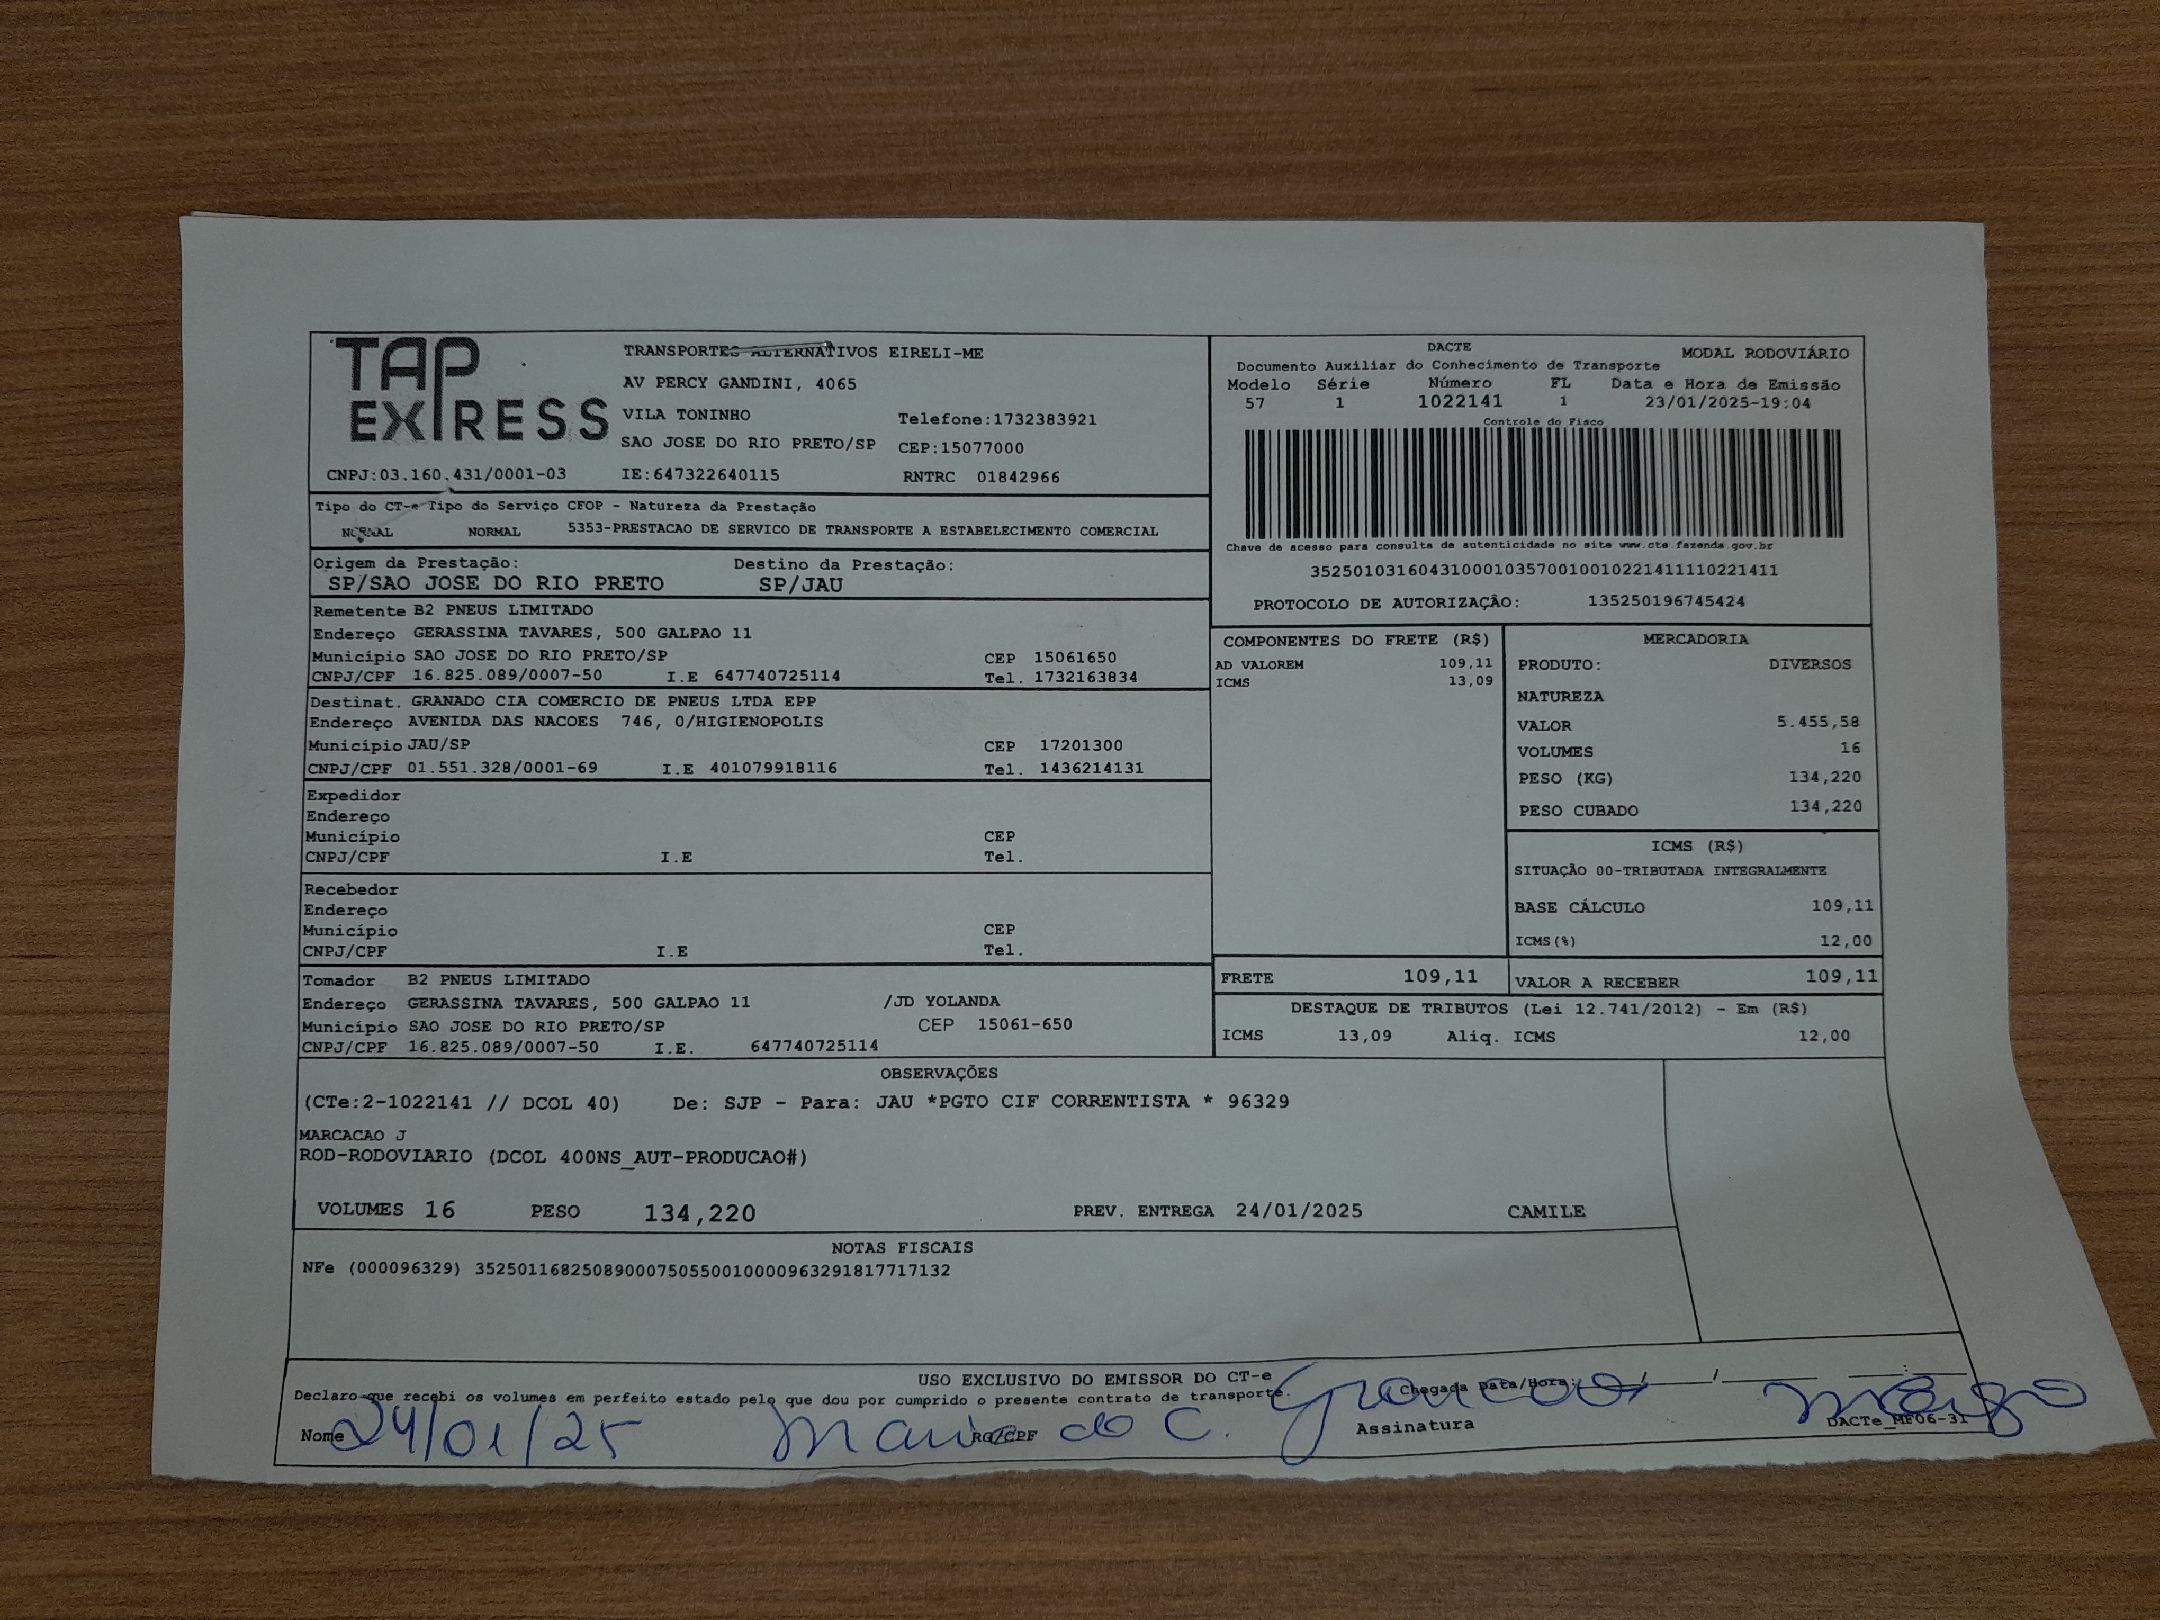 TAP EXPRESS
TRANSPORTES ALTERNATIVOS EIRELI-ME
AV PERCY GANDINI, 4065
VILA TONINHO Telefone:1732383921
SAO JOSE DO RIO PRETO/SP CEP:15077000
CNPJ:03.160.431/0001-03 IE:647322640115 RNTRC 01842966
DACTE
Documento Auxiliar do Conhecimento de Transporte MODAL RODOVIÁRIO
Modelo Série Número FL Data e Hora de Emissão
57 1 1022141 1 23/01/2025-19:04
Controle do Fisco
Chave de acesso para consulta de autenticidade no site www.cte.fazenda.gov.br
35250103160431000103570010010221411110221411
PROTOCOLO DE AUTORIZAÇÃO: 135250196745424
Tipo do CT-e Tipo do Serviço CFOP - Natureza da Prestação
NORMAL NORMAL 5353-PRESTACAO DE SERVICO DE TRANSPORTE A ESTABELECIMENTO COMERCIAL
Origem da Prestação: Destino da Prestação:
SP/SAO JOSE DO RIO PRETO SP/JAU
Remetente B2 PNEUS LIMITADO
Endereço GERASSINA TAVARES, 500 GALPAO 11
Município SAO JOSE DO RIO PRETO/SP CEP 15061650
CNPJ/CPF 16.825.089/0007-50 I.E 647740725114 Tel. 1732163834
Destinat. GRANADO CIA COMERCIO DE PNEUS LTDA EPP
Endereço AVENIDA DAS NACOES 746, 0/HIGIENOPOLIS
Município JAU/SP CEP 17201300
CNPJ/CPF 01.551.328/0001-69 I.E 401079918116 Tel. 1436214131
Expedidor
Endereço
Município CEP
CNPJ/CPF I.E Tel.
Recebedor
Endereço
Município CEP
CNPJ/CPF I.E Tel.
Tomador B2 PNEUS LIMITADO
Endereço GERASSINA TAVARES, 500 GALPAO 11 /JD YOLANDA
Município SAO JOSE DO RIO PRETO/SP CEP 15061-650
CNPJ/CPF 16.825.089/0007-50 I.E. 647740725114
COMPONENTES DO FRETE (R$)
AD VALOREM 109,11
ICMS 13,09
MERCADORIA
PRODUTO: DIVERSOS
NATUREZA
VALOR 5.455,58
VOLUMES 16
PESO (KG) 134,220
PESO CUBADO 134,220
ICMS (R$)
SITUAÇÃO 00-TRIBUTADA INTEGRALMENTE
BASE CÁLCULO 109,11
ICMS(%) 12,00
FRETE 109,11 VALOR A RECEBER 109,11
DESTAQUE DE TRIBUTOS (Lei 12.741/2012) - Em (R$)
ICMS 13,09 Aliq. ICMS 12,00
OBSERVAÇÕES
(CTe:2-1022141 // DCOL 40) De: SJP - Para: JAU *PGTO CIF CORRENTISTA * 96329
MARCACAO J
ROD-RODOVIARIO (DCOL 400NS_AUT-PRODUCAO#)
VOLUMES 16 PESO 134,220 PREV. ENTREGA 24/01/2025 CAMILE
NOTAS FISCAIS
NFe (000096329) 35250116825089000750550010000963291817717132
USO EXCLUSIVO DO EMISSOR DO CT-e
Declaro que recebi os volumes em perfeito estado pelo que dou por cumprido o presente contrato de transporte. Chegada Data/Hora: / /  :
Nome 24/01/25 Maria do C. RG/CPF Assinatura DACTe_MF06-31